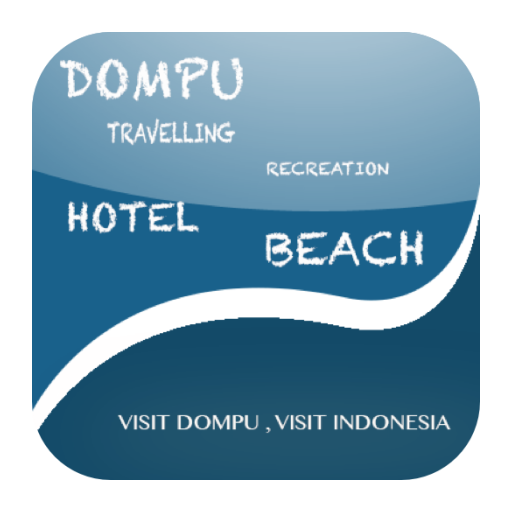 DOMPU
TRAVELLING
RECREATION
HOTEL
BEACH
VISIT DOMPU , VISIT INDONESIA